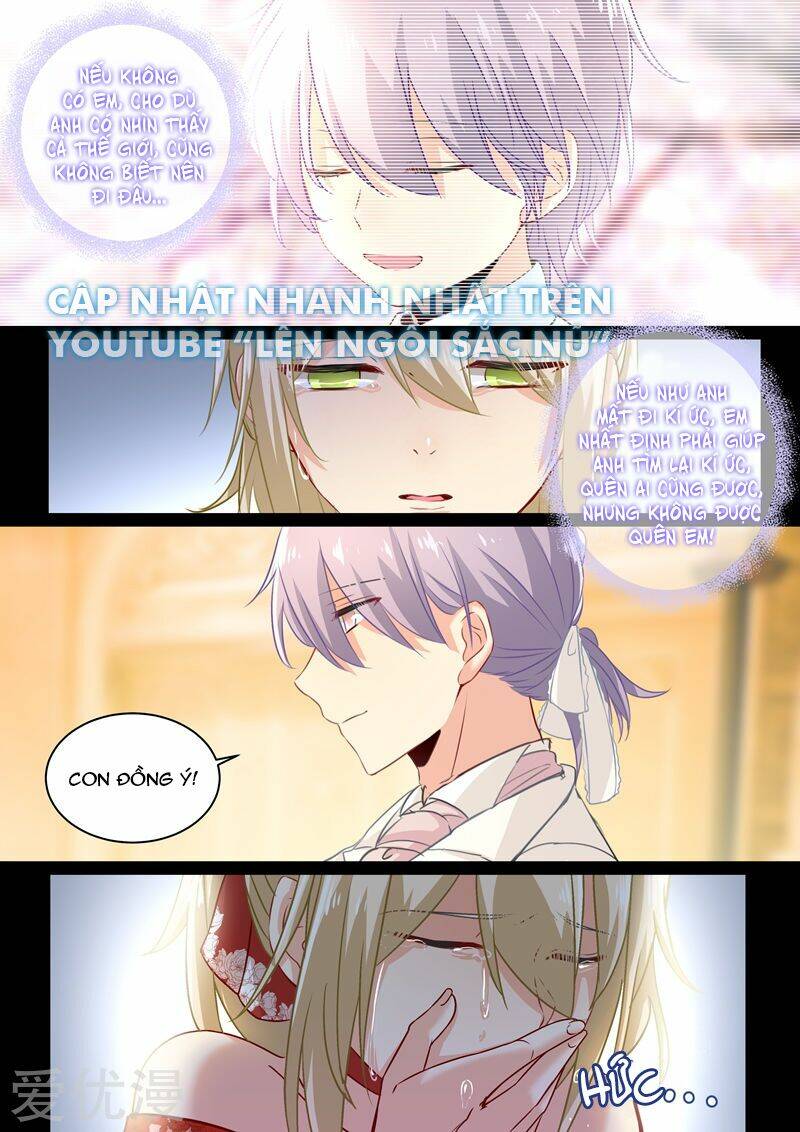 NẾU KHÔNG
CÓ EM, CHO DÙ
ANH CÓ NHÌN THẤY
CẢ THẾ GIỚI, CŨNG
KHÔNG BIẾT NÊN
ĐI ĐÂU...
CẬP NHẬT NHANH NHẤT TRÊN
YOUTUBE "LÊN NGÔI SẮC NỮ"
NẾU NHƯ ANH
MẤT ĐI KÍ ỨC, EM
NHẤT ĐỊNH PHẢI GIÚP
ANH TÌM LẠI KÍ ỨC,
QUÊN AI CŨNG ĐƯỢC,
NHƯNG KHÔNG ĐƯỢC
QUÊN EM!
CON ĐỒNG Ý!
HỨC...
爱优漫